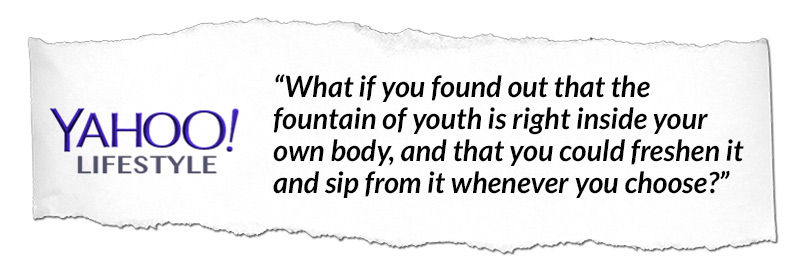 YAHOO!
LIFESTYLE
“What if you found out that the
fountain of youth is right inside your
own body, and that you could freshen it
and sip from it whenever you choose?”